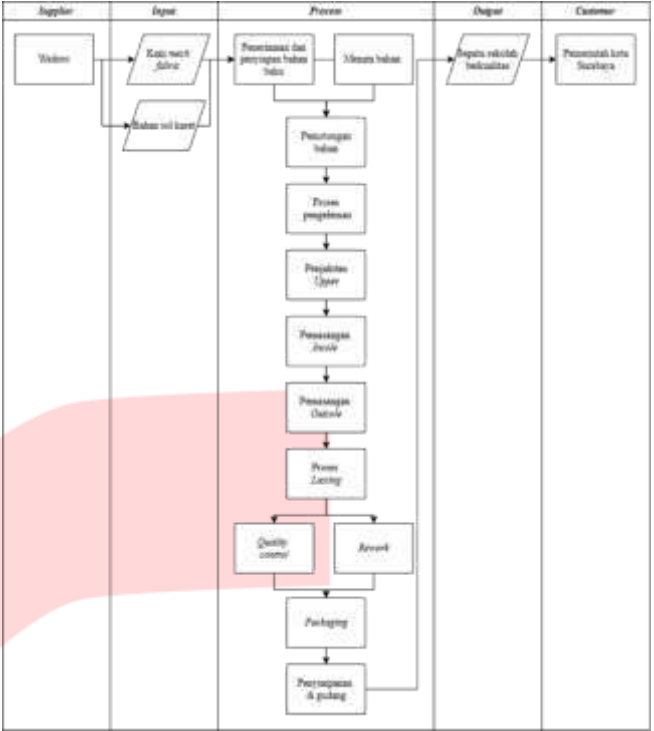 Supplier
Input
Process
Output
Customer
Vendor
Kain
fabric
Penerimaan dan
penyiapan bahan
baku
Menata bahan
Sepatu sekolah
berkualitas
Pemerintah kota
Surabaya
Bahan sol karet
Pemotongan
bahan
Proses
pengeleman
Penjahitan
Upper
Pemasangan
Insole
Pemasangan
Outsole
Proses
Lasting
Quality
control
Rework
Packaging
Penyimpanan
di gudang